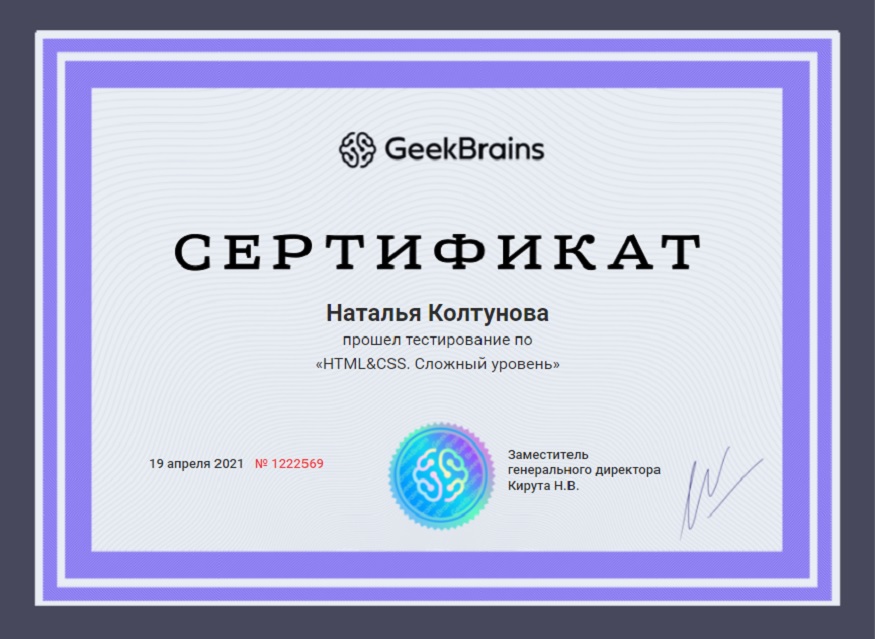 GeekBrains
СЕРТИФИКАТ
Наталья Колтунова
прошел тестирование по
«HTML&CSS. Сложный уровень»
19 апреля 2021 № 1222569
Заместитель
генерального директора
Кирута Н.В.